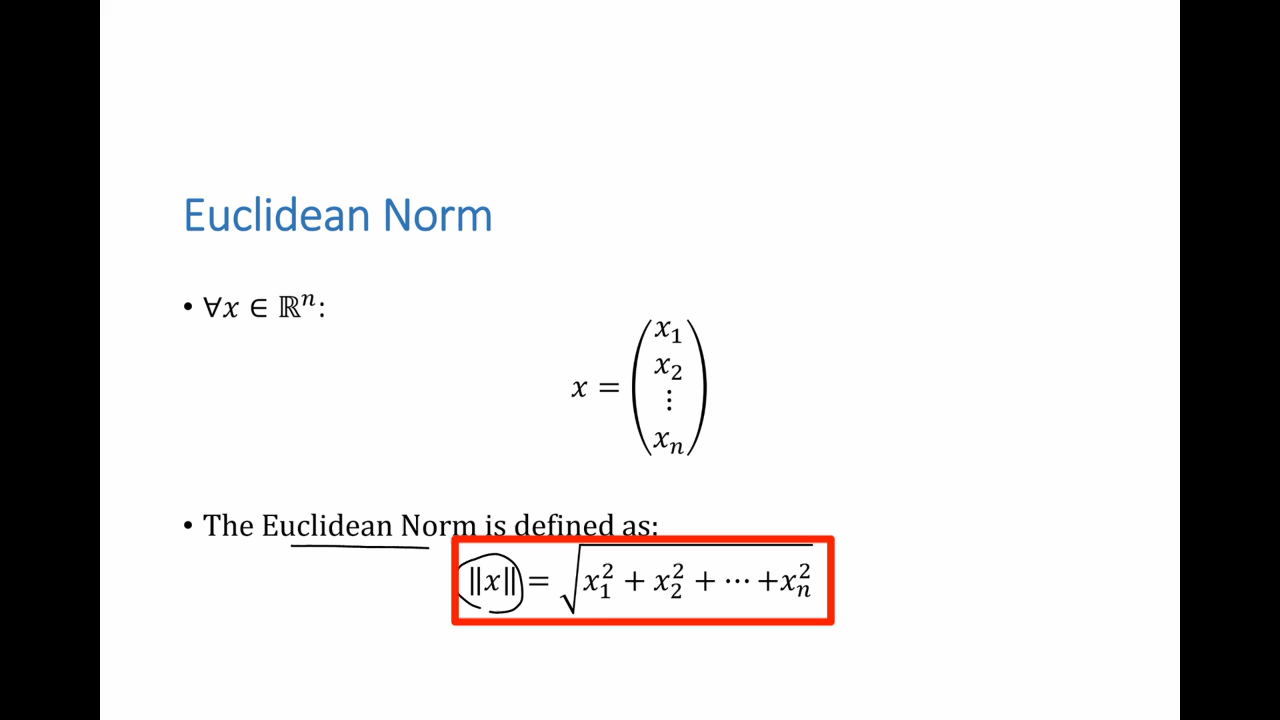 Euclidean Norm
• ∀x ∈ ℝⁿ:
x = (x₁ x₂ ⋮ xₙ)
• The Euclidean Norm is defined as:
‖x‖ = √(x₁² + x₂² + ⋯ +xₙ²)